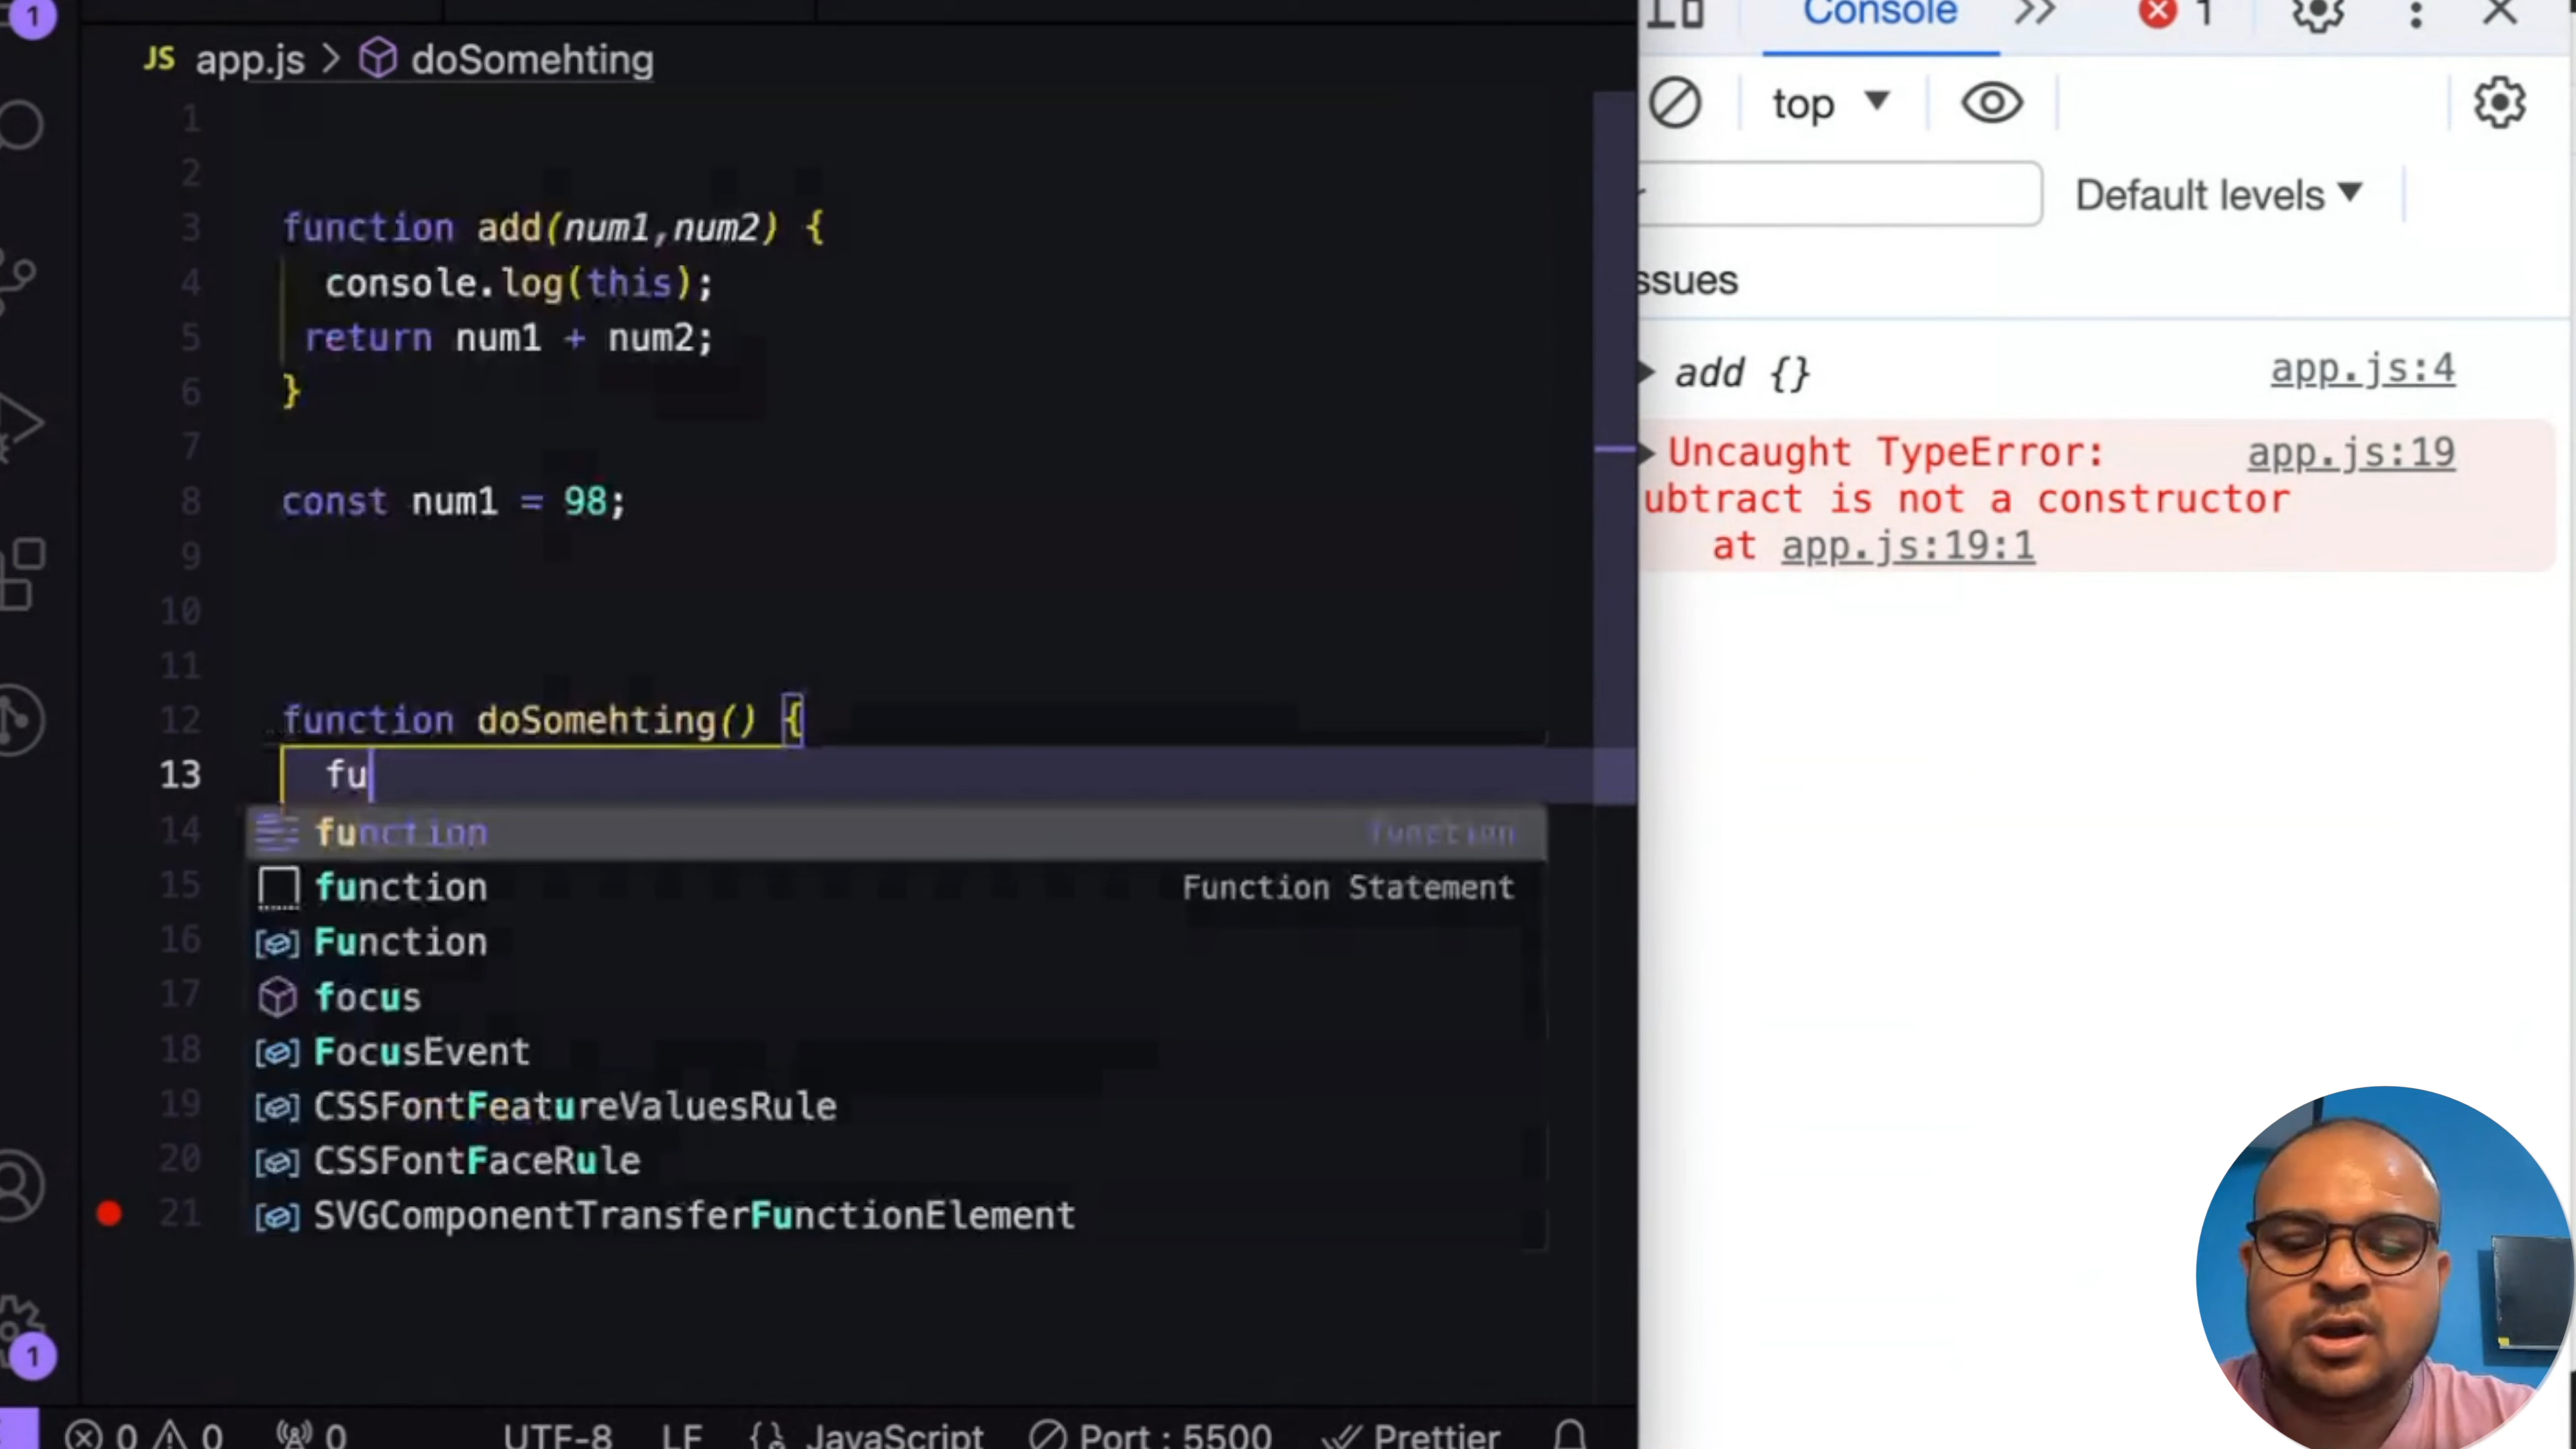 1
JS app.js > doSomehting
1
2
3 function add(num1,num2) {
4 console.log(this);
5 return num1 + num2;
6 }
7
8 const num1 = 98;
9
10
11
12 function doSomehting() {
13 fu
14 function function
15 function Function Statement
16 Function
17 focus
18 FocusEvent
19 CSSFontFeatureValuesRule
20 CSSFontFaceRule
21 SVGComponentTransferFunctionElement
1
0 0 0 UTF-8 LF {} JavaScript Port : 5500 Prettier
Console >> 1
top
Default levels
ssues
add {} app.js:4
Uncaught TypeError: app.js:19
ubtract is not a constructor
at app.js:19:1